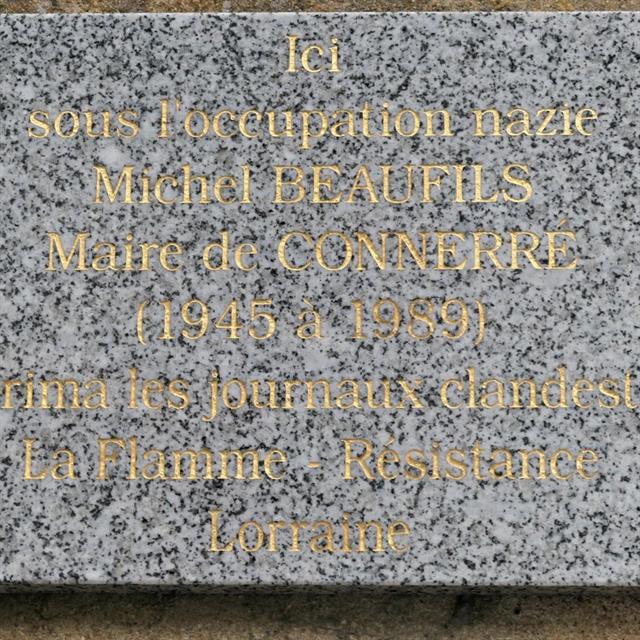 Ici
sous l'occupation nazie
Michel BEAUFILS
Maire de CONNERRÉ
(1945 à 1989)
rima les journaux clandest
La Flamme - Résistance
Lorraine